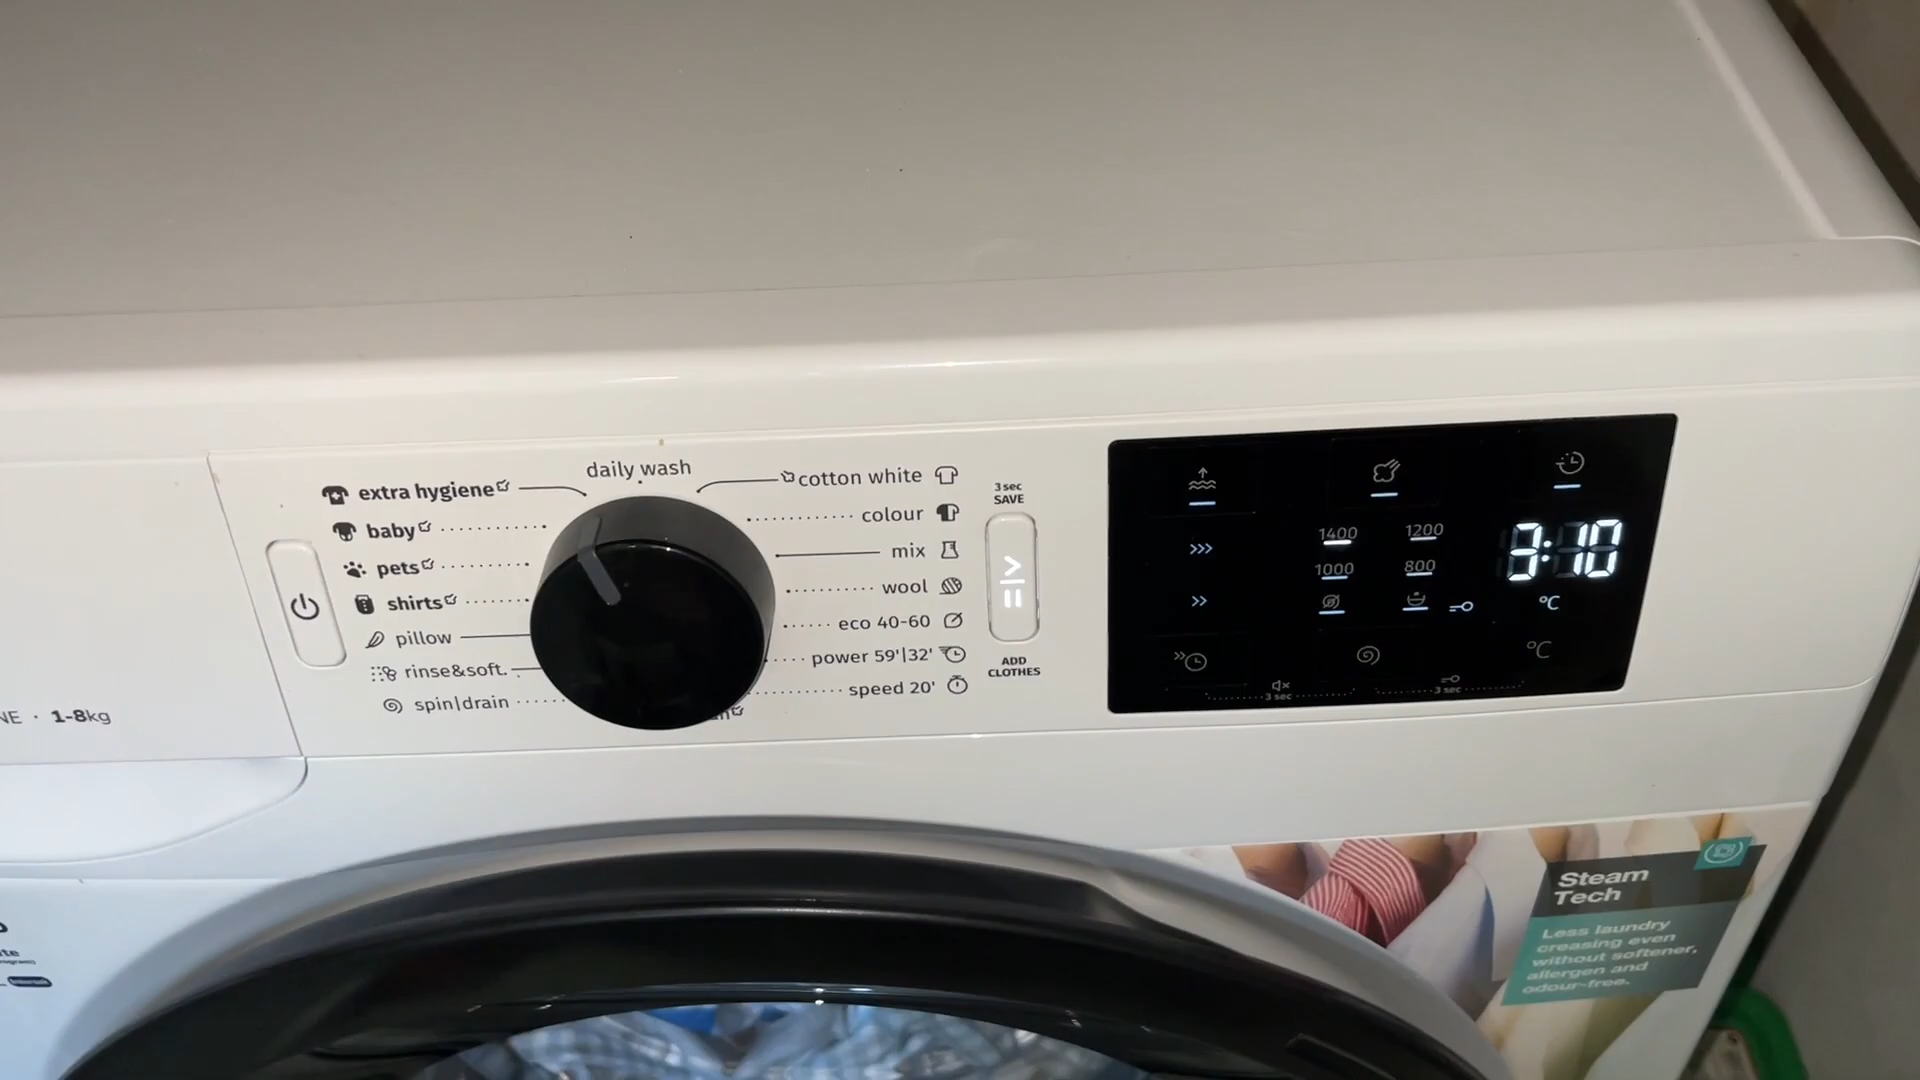 daily wash
extra hygiene
baby
pets
shirts
pillow
rinse&soft.
spin|drain
cotton white
colour
mix
wool
eco 40-60
power 59'|32'
speed 20'
3 sec
SAVE
ADD
CLOTHES
1400 1200
1000 800
3:10
°C
°C
3 sec
3 sec
NE · 1-8kg
Steam
Tech
Less laundry
creasing even
without softener,
allergen and
odour-free.